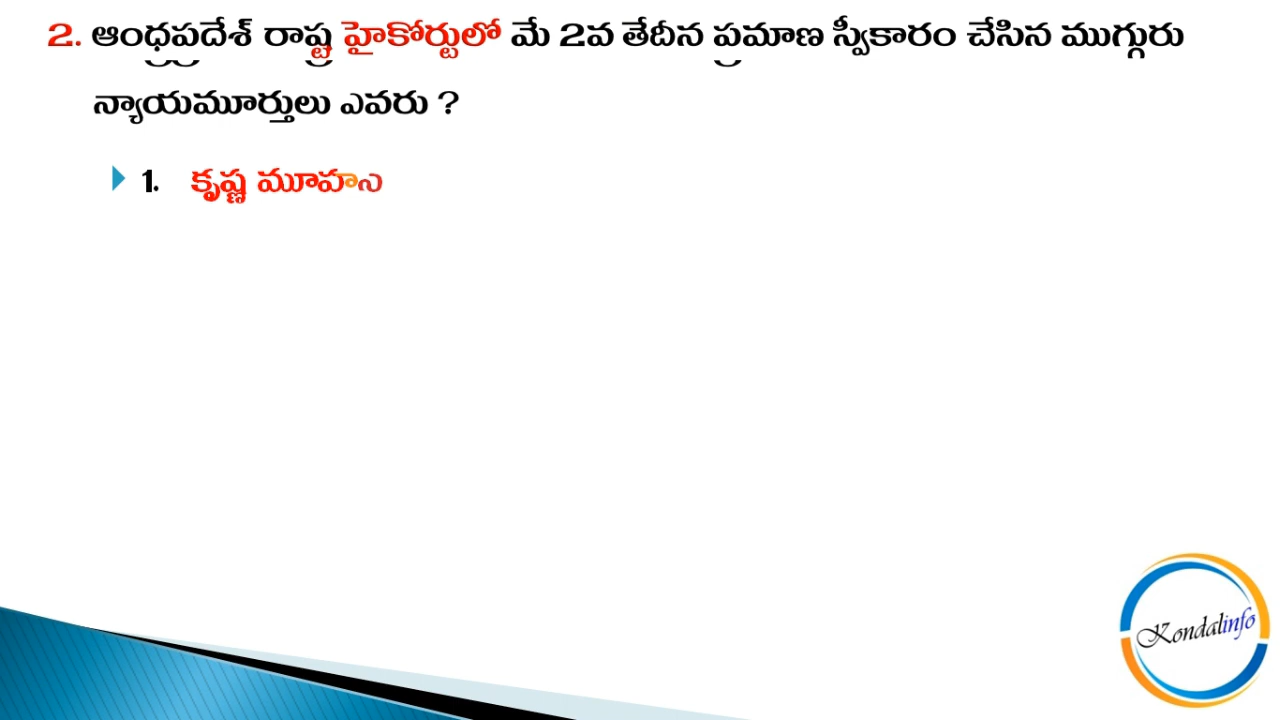 2. ఆంధ్రప్రదేశ్ రాష్ట్ర హైకోర్టులో మే 2వ తేదీన ప్రమాణ స్వీకారం చేసిన ముగ్గురు
న్యాయమూర్తులు ఎవరు ?
1. కృష్ణ మూహన
Kondalinfo